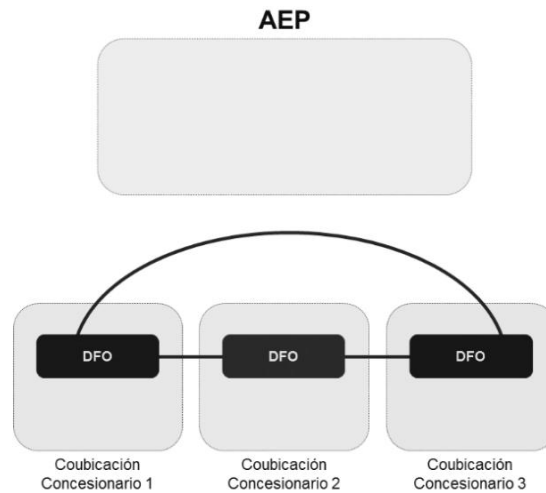 AEP
DFO
DFO
DFO
Coubicación
Concesionario 1
Coubicación
Concesionario 2
Coubicación
Concesionario 3